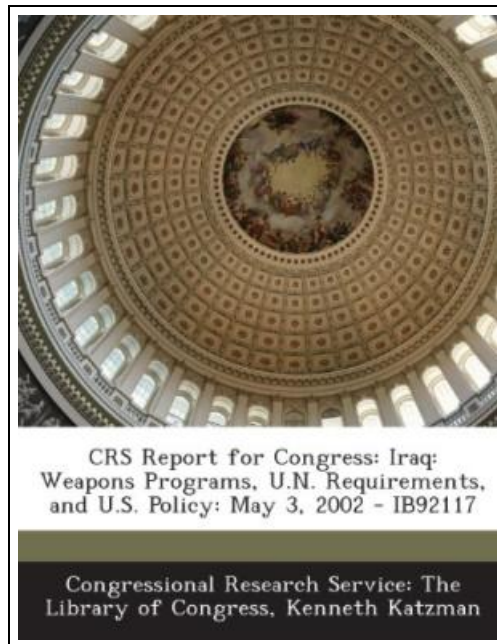 CRS Report for Congress: Iraq:
Weapons Programs, U.N. Requirements,
and U.S. Policy: May 3, 2002 - IB92117
Congressional Research Service: The
Library of Congress, Kenneth Katzman